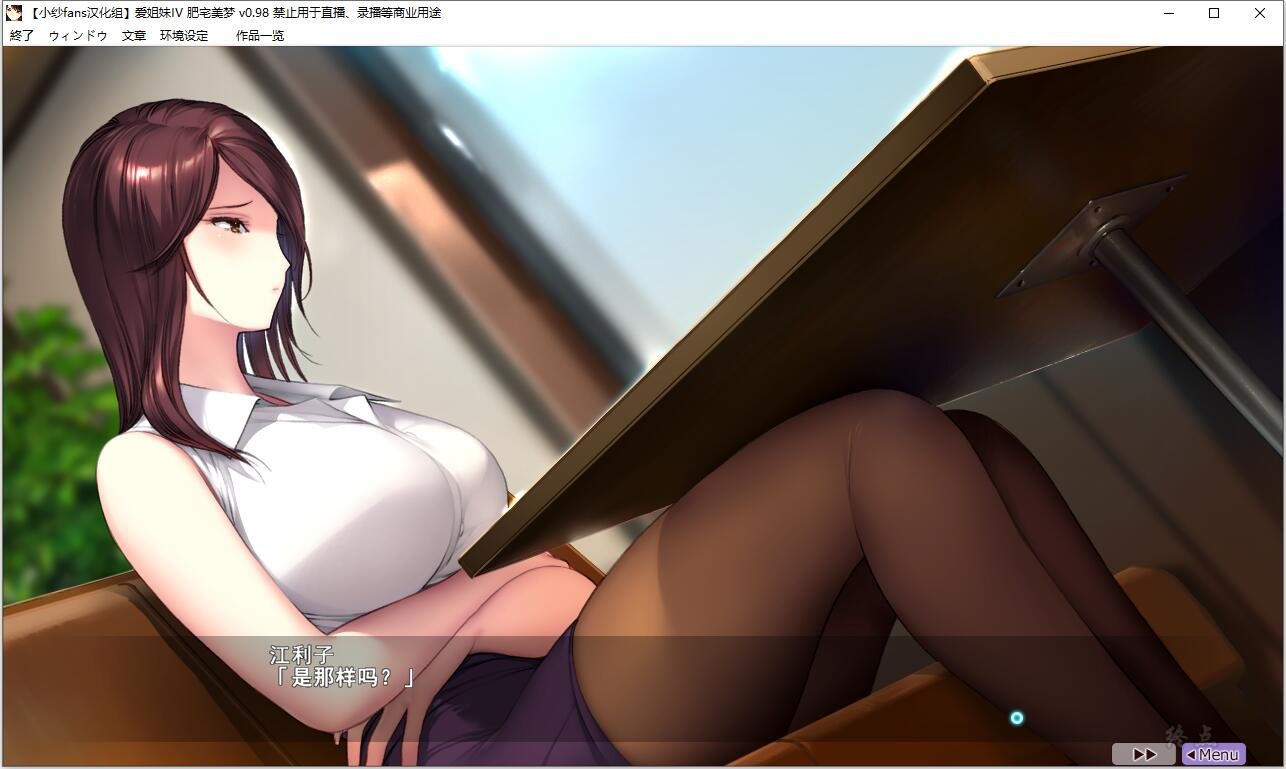 【小纱fans汉化组】爱姐妹IV 肥宅美梦 v0.98 禁止用于直播、录播等商业用途
終了 ウィンドウ 文章 环境设定 作品一览
江利子
「是那样吗？」
终点
Menu